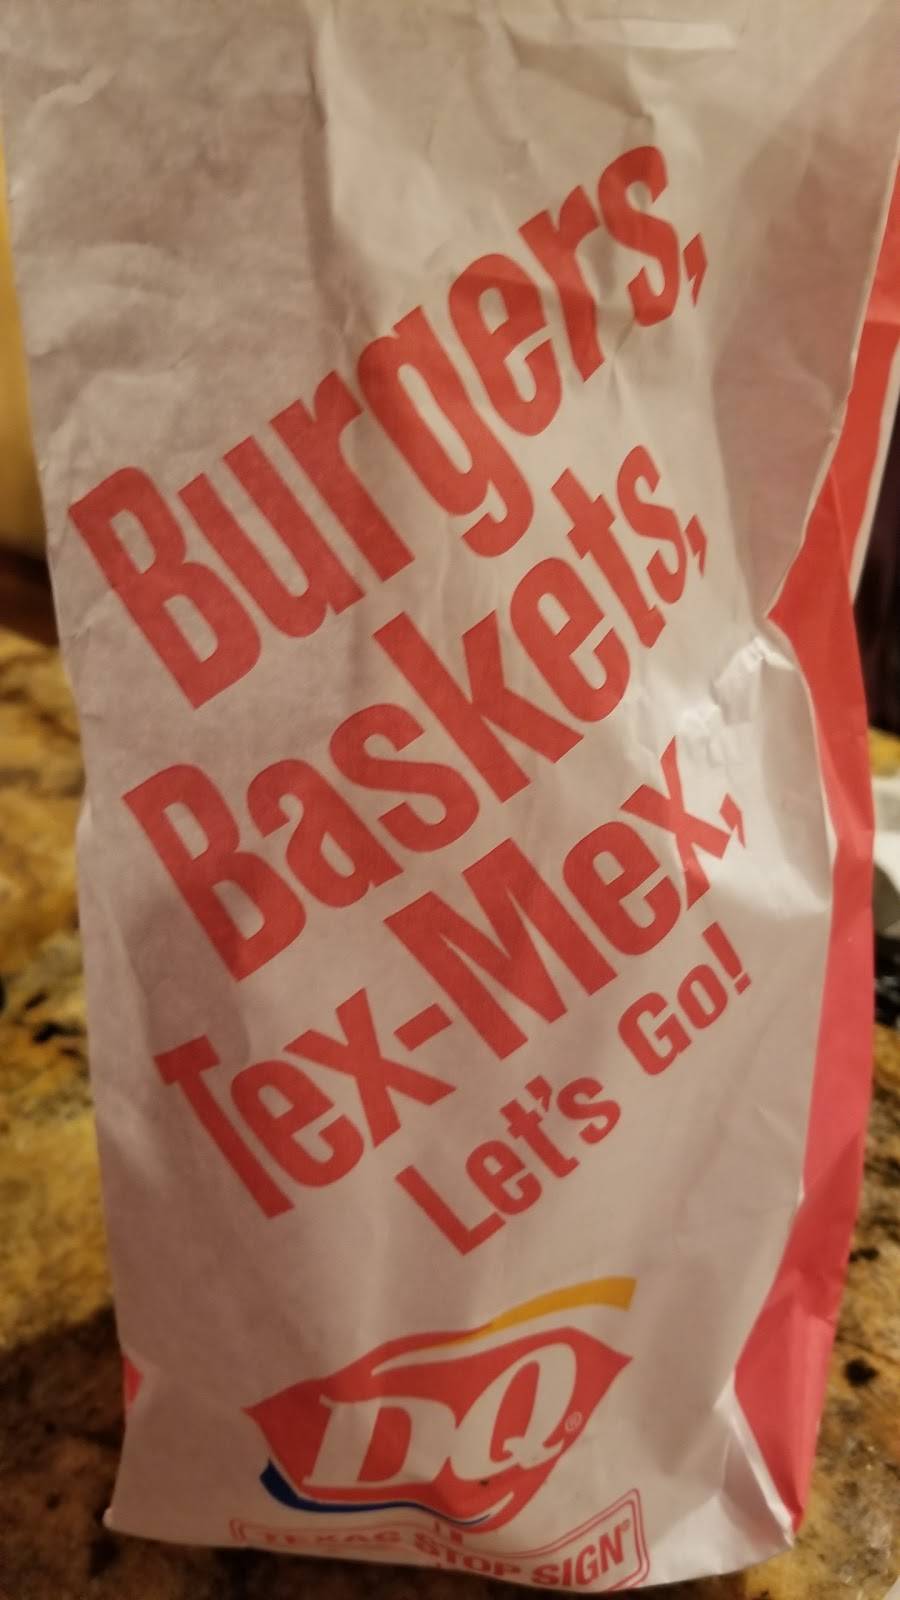 Burgers,
Baskets,
Tex-Mex,
Let's Go!
DQ®
TEXAS STOP SIGN®